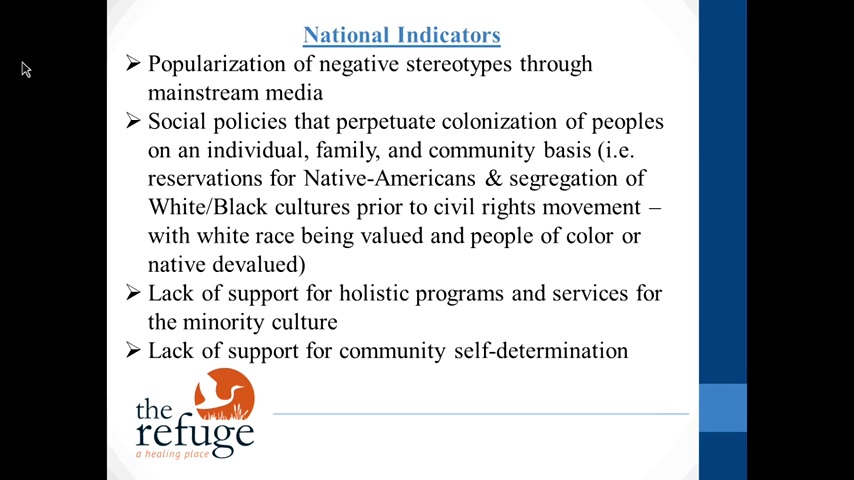 National Indicators
➢ Popularization of negative stereotypes through
mainstream media
➢ Social policies that perpetuate colonization of peoples
on an individual, family, and community basis (i.e.
reservations for Native-Americans & segregation of
White/Black cultures prior to civil rights movement –
with white race being valued and people of color or
native devalued)
➢ Lack of support for holistic programs and services for
the minority culture
➢ Lack of support for community self-determination
the
refuge
a healing place